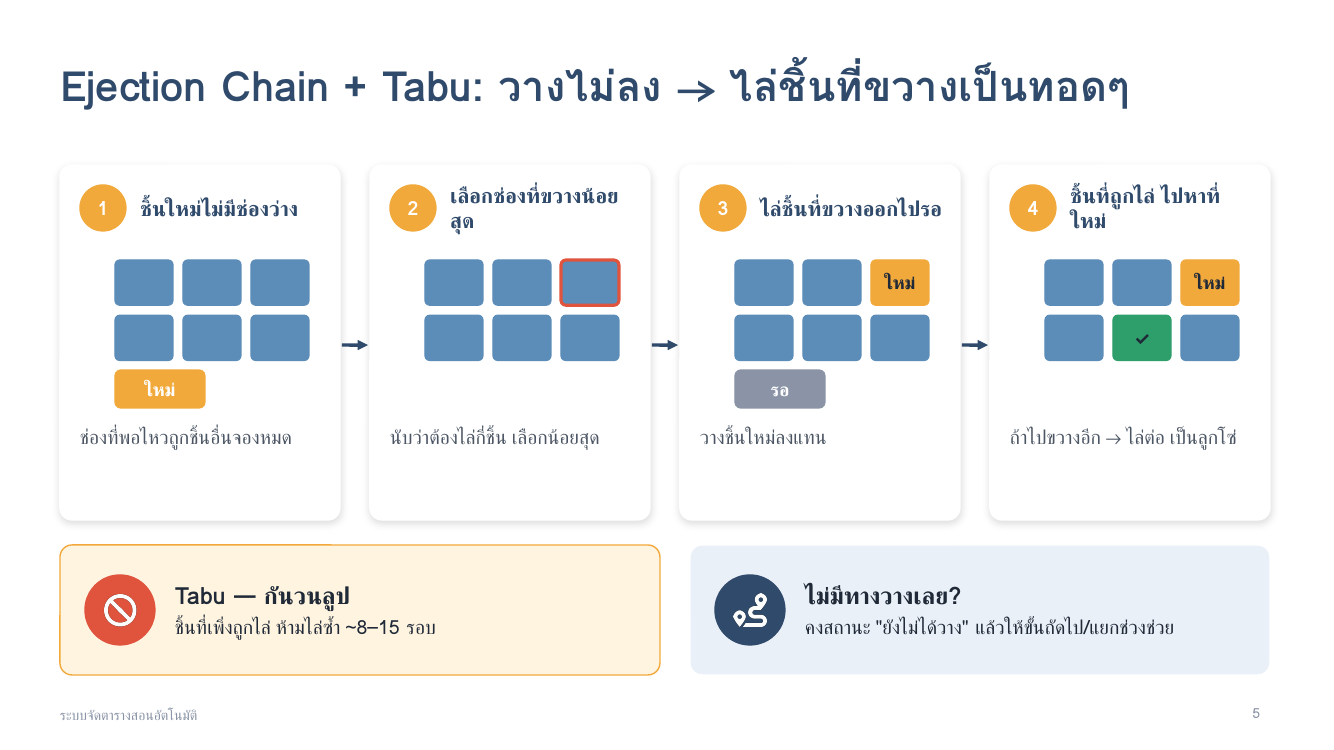 Ejection Chain + Tabu: วางไม่ลง → ไล่ชิ้นที่ขวางเป็นทอดๆ
1
ชิ้นใหม่ไม่มีช่องว่าง
ใหม่
ช่องที่พอไหวถูกชิ้นอื่นจองหมด
2
เลือกช่องที่ขวางน้อย
สุด
นับว่าต้องไล่กี่ชิ้น เลือกน้อยสุด
3
ไล่ชิ้นที่ขวางออกไปรอ
ใหม่
รอ
วางชิ้นใหม่ลงแทน
4
ชิ้นที่ถูกไล่ ไปหาที่
ใหม่
ใหม่
✓
ถ้าไปขวางอีก → ไล่ต่อ เป็นลูกโซ่
Tabu — กันวนลูป
ชิ้นที่เพิ่งถูกไล่ ห้ามไล่ซ้ำ ~8–15 รอบ
ไม่มีทางวางเลย?
คงสถานะ "ยังไม่ได้วาง" แล้วให้ขั้นถัดไป/แยกช่วงช่วย
ระบบจัดตารางสอนอัตโนมัติ
5